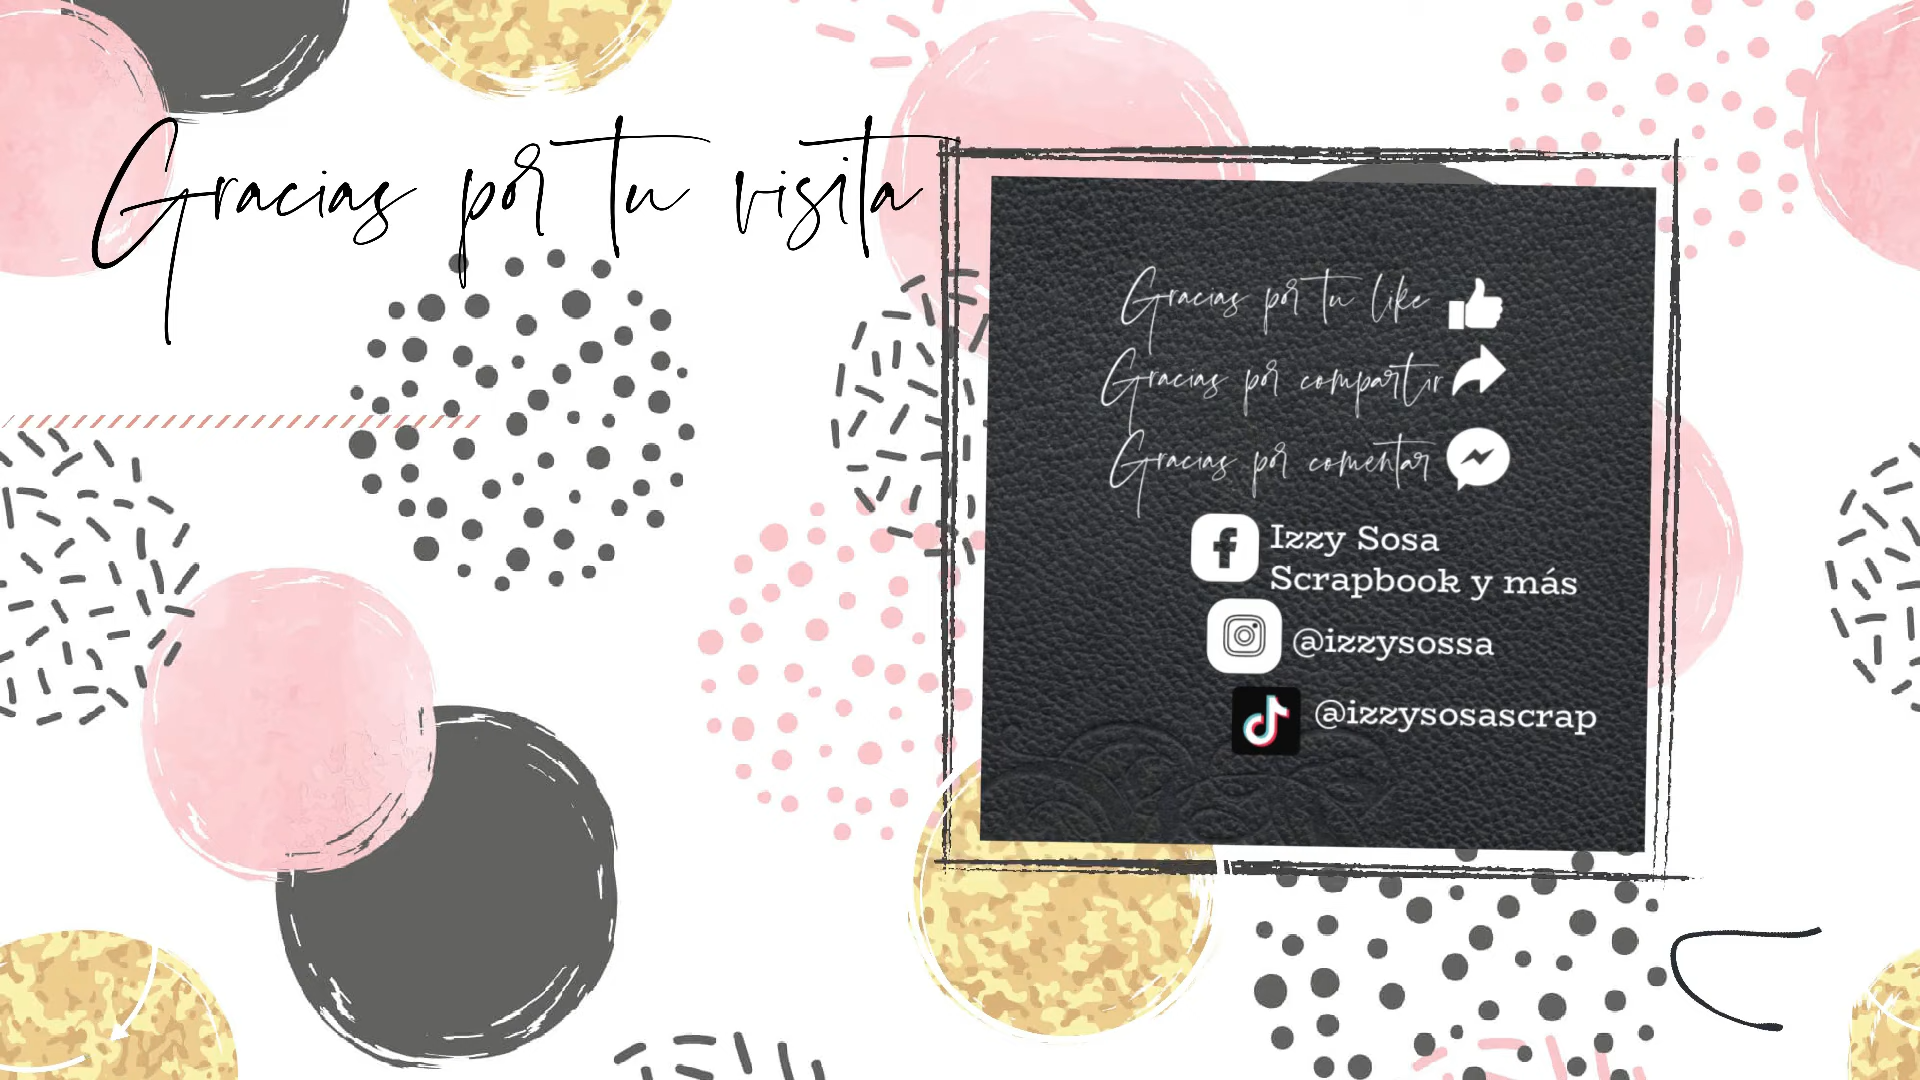 Gracias por tu visita
Gracias por tu like
Gracias por compartir
Gracias por comentar
Izzy Sosa
Scrapbook y más
@izzysossa
@izzysosascrap